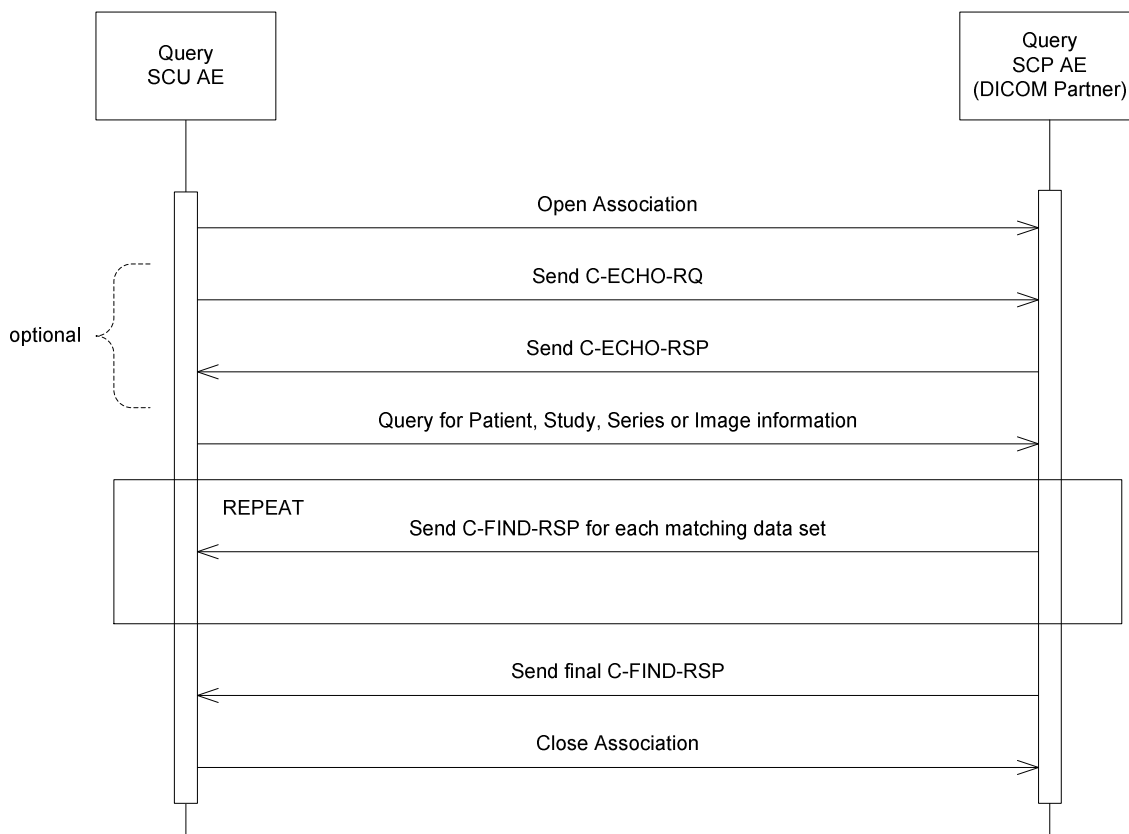 Query
SCU AE
Query
SCP AE
(DICOM Partner)
Open Association
Send C-ECHO-RQ
optional
Send C-ECHO-RSP
Query for Patient, Study, Series or Image information
REPEAT
Send C-FIND-RSP for each matching data set
Send final C-FIND-RSP
Close Association